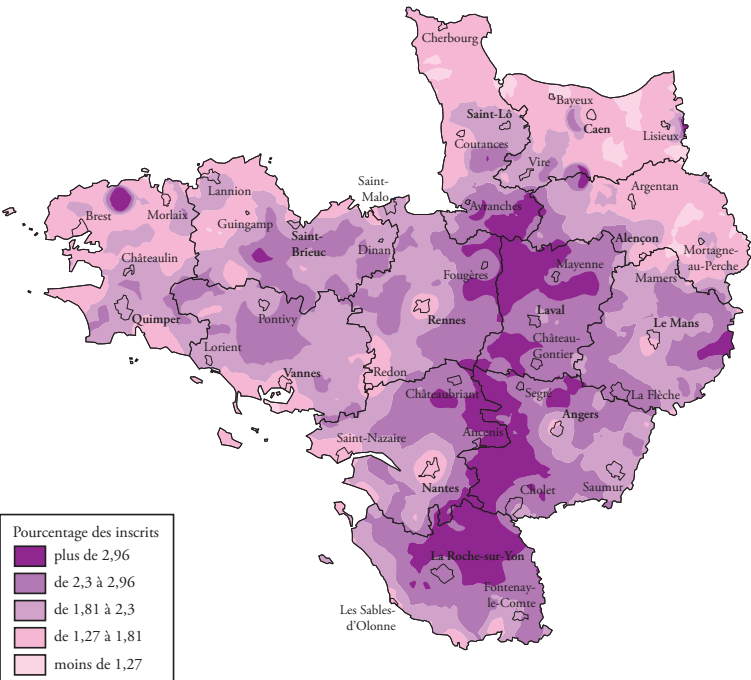 Cherbourg
Bayeux
Saint-Lô
Caen
Lisieux
Coutances
Vire
Saint-
Malo
Lannion
Argentan
Avranches
Brest
Morlaix
Guingamp
Saint-
Brieuc
Dinan
Alençon
Mortagne-
au-Perche
Châteaulin
Fougères
Mayenne
Mamers
Quimper
Pontivy
Rennes
Laval
Le Mans
Château-
Gontier
Lorient
Vannes
Redon
Châteaubriant
Segré
La Flèche
Angers
Ancenis
Saint-Nazaire
Nantes
Cholet
Saumur
La Roche-sur-Yon
Fontenay-
le-Comte
Les Sables-
d'Olonne
Pourcentage des inscrits
plus de 2,96
de 2,3 à 2,96
de 1,81 à 2,3
de 1,27 à 1,81
moins de 1,27